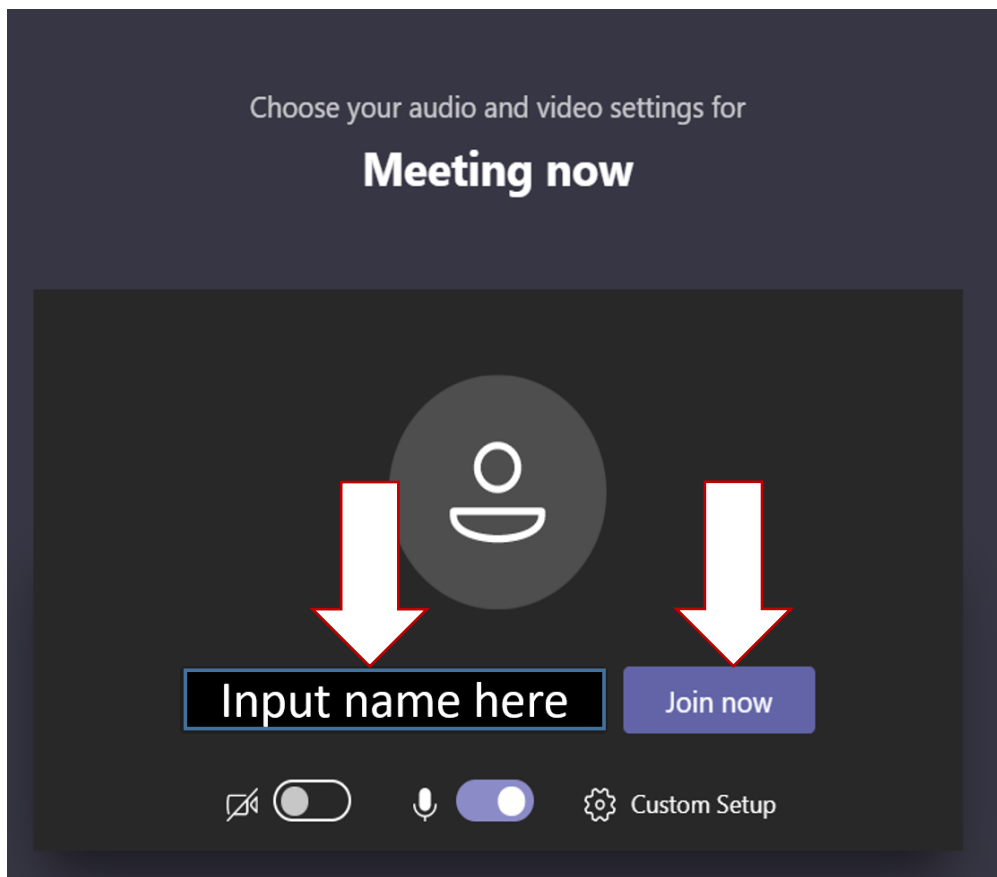 Choose your audio and video settings for
Meeting now
Input name here
Join now
Custom Setup